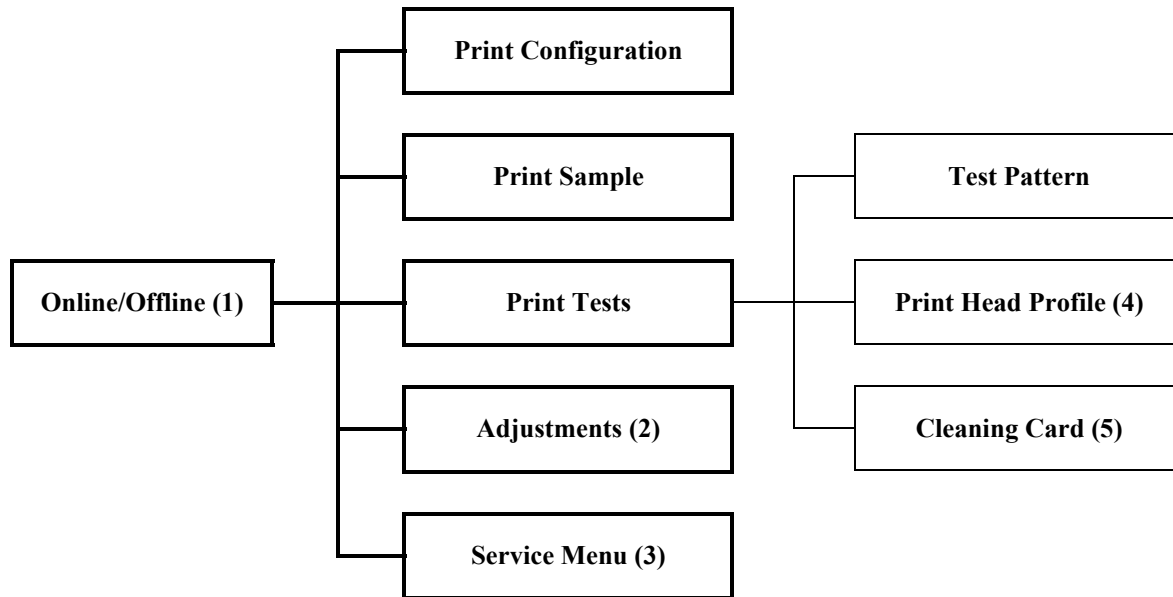 Print Configuration
Print Sample
Test Pattern
Online/Offline (1)
Print Tests
Print Head Profile (4)
Adjustments (2)
Cleaning Card (5)
Service Menu (3)